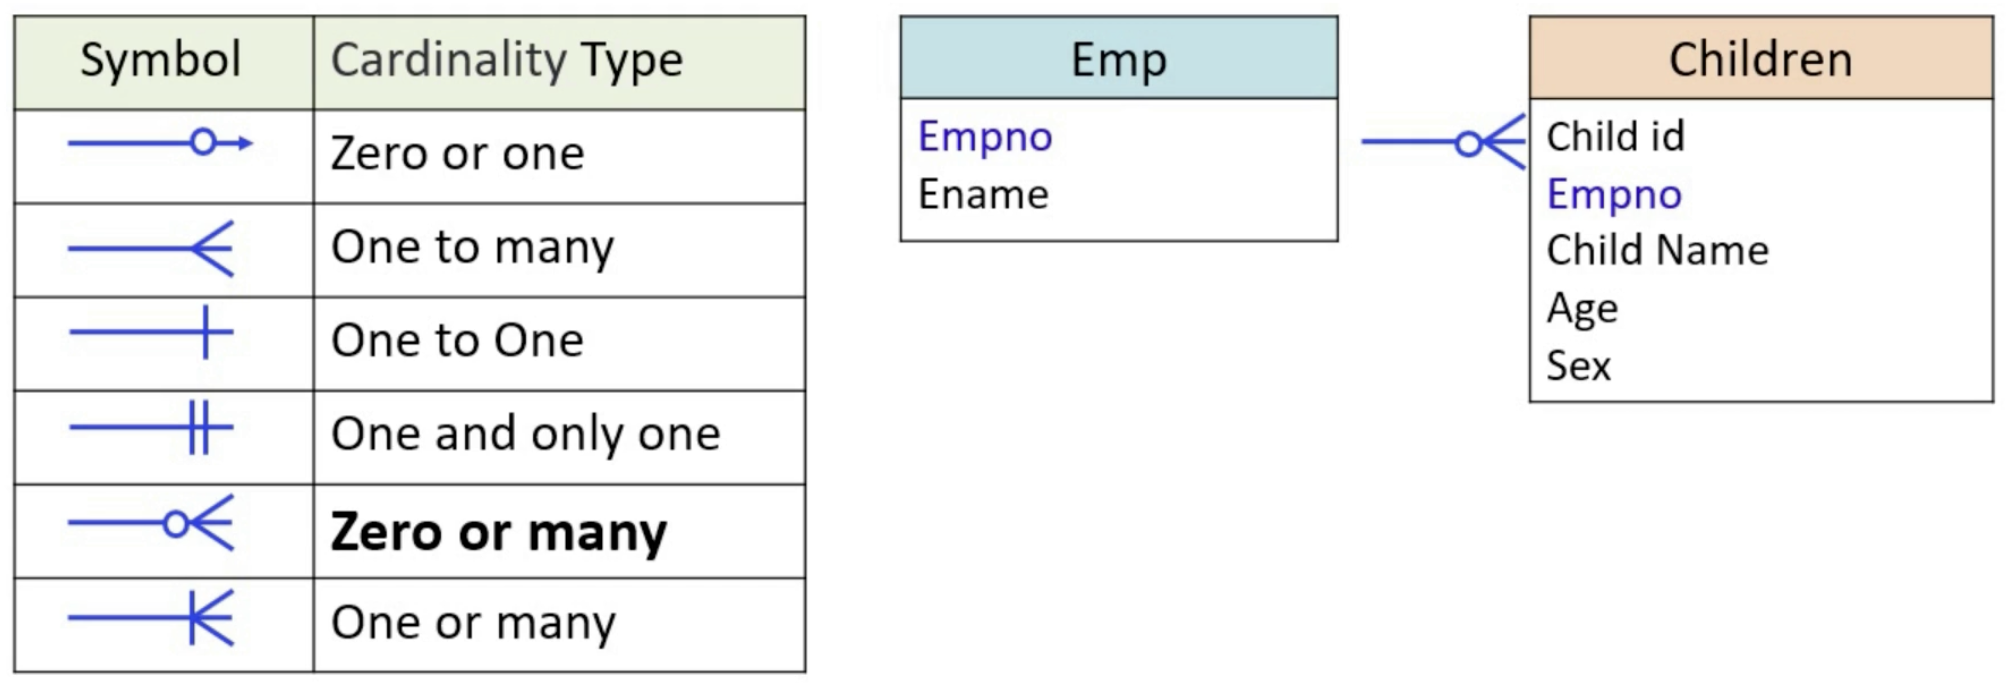 Symbol Cardinality Type
Zero or one
One to many
One to One
One and only one
Zero or many
One or many
Emp
Empno
Ename
Children
Child id
Empno
Child Name
Age
Sex